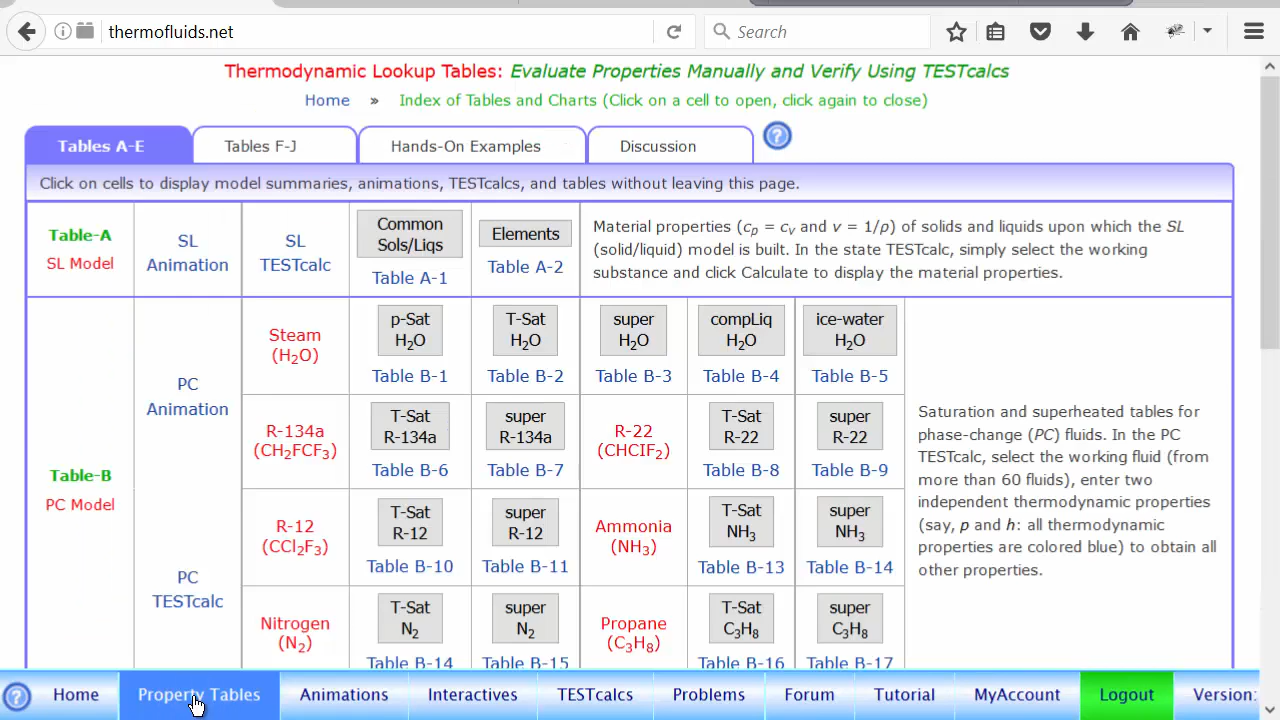 thermofluids.net
Search
Thermodynamic Lookup Tables: Evaluate Properties Manually and Verify Using TESTcalcs
Home » Index of Tables and Charts (Click on a cell to open, click again to close)
Tables A-E
Tables F-J
Hands-On Examples
Discussion
?
Click on cells to display model summaries, animations, TESTcalcs, and tables without leaving this page.
Table-A
SL Model
SL
Animation
SL
TESTcalc
Common
Sols/Liqs
Table A-1
Elements
Table A-2
Material properties (cp = cv and v = 1/ρ) of solids and liquids upon which the SL
(solid/liquid) model is built. In the state TESTcalc, simply select the working
substance and click Calculate to display the material properties.
Table-B
PC Model
PC
Animation
PC
TESTcalc
Steam
(H2O)
p-Sat
H2O
Table B-1
T-Sat
H2O
Table B-2
super
H2O
Table B-3
compLiq
H2O
Table B-4
ice-water
H2O
Table B-5
R-134a
(CH2FCF3)
T-Sat
R-134a
Table B-6
super
R-134a
Table B-7
R-22
(CHCIF2)
T-Sat
R-22
Table B-8
super
R-22
Table B-9
R-12
(CCl2F3)
T-Sat
R-12
Table B-10
super
R-12
Table B-11
Ammonia
(NH3)
T-Sat
NH3
Table B-13
super
NH3
Table B-14
Nitrogen
(N2)
T-Sat
N2
Table B-14
super
N2
Table B-15
Propane
(C3H8)
T-Sat
C3H8
Table B-16
super
C3H8
Table B-17
Saturation and superheated tables for
phase-change (PC) fluids. In the PC
TESTcalc, select the working fluid (from
more than 60 fluids), enter two
independent thermodynamic properties
(say, p and h: all thermodynamic
properties are colored blue) to obtain all
other properties.
?
Home
Property Tables
Animations
Interactives
TESTcalcs
Problems
Forum
Tutorial
MyAccount
Logout
Version: